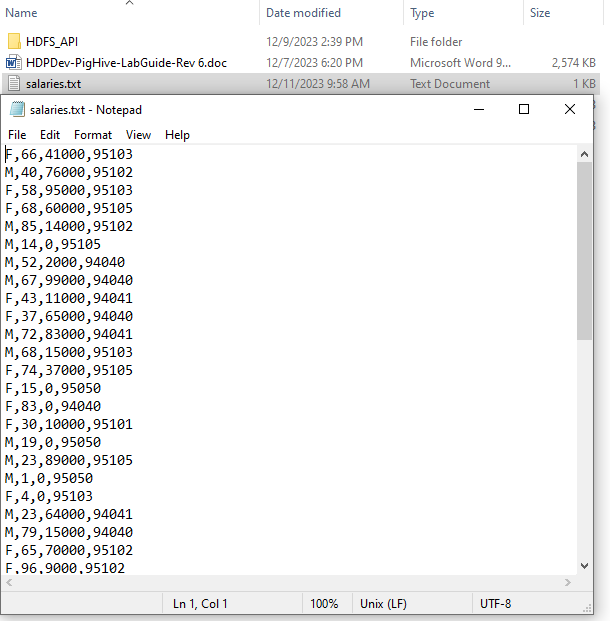 Name Date modified Type Size
HDFS_API 12/9/2023 2:39 PM File folder
HDPDev-PigHive-LabGuide-Rev 6.doc 12/7/2023 6:20 PM Microsoft Word 9... 2,574 KB
salaries.txt 12/11/2023 9:58 AM Text Document 1 KB
salaries.txt - Notepad
File Edit Format View Help
F,66,41000,95103
M,40,76000,95102
F,58,95000,95103
F,68,60000,95105
M,85,14000,95102
M,14,0,95105
M,52,2000,94040
M,67,99000,94040
F,43,11000,94041
F,37,65000,94040
M,72,83000,94041
M,68,15000,95103
F,74,37000,95105
F,15,0,95050
F,83,0,94040
F,30,10000,95101
M,19,0,95050
M,23,89000,95105
M,1,0,95050
F,4,0,95103
M,23,64000,94041
M,79,15000,94040
F,65,70000,95102
F,96,9000,95102
Ln 1, Col 1 100% Unix (LF) UTF-8